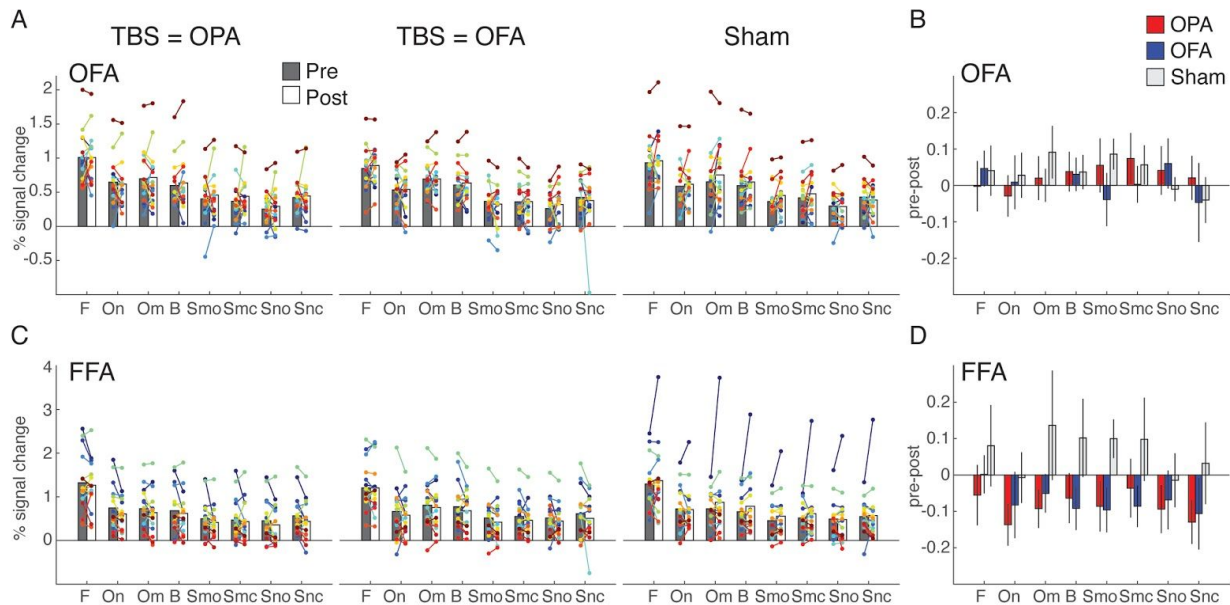 A
TBS = OPA
TBS = OFA
Sham
B
OPA
OFA
Sham
OFA
Pre
Post
OFA
% signal change
2
1.5
1
0.5
0
-0.5
F On Om B Smo Smc Sno Snc
F On Om B Smo Smc Sno Snc
F On Om B Smo Smc Sno Snc
pre-post
0.2
0.1
0
-0.1
-0.2
F On Om B Smo Smc Sno Snc
C
FFA
% signal change
4
3
2
1
0
F On Om B Smo Smc Sno Snc
F On Om B Smo Smc Sno Snc
F On Om B Smo Smc Sno Snc
D
FFA
pre-post
0.2
0.1
0
-0.1
-0.2
F On Om B Smo Smc Sno Snc